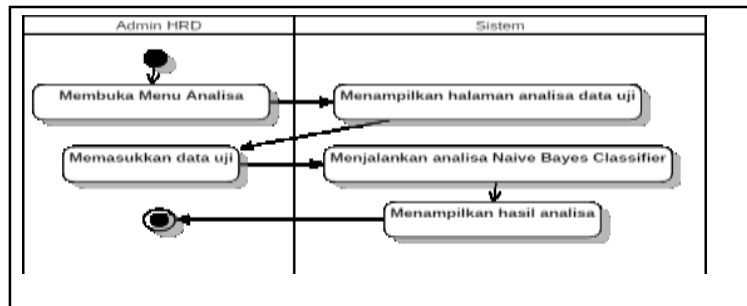 Admin HRD
Sistem
Membuka Menu Analisa
Menampilkan halaman analisa data uji
Memasukkan data uji
Menjalankan analisa Naive Bayes Classifier
Menampilkan hasil analisa